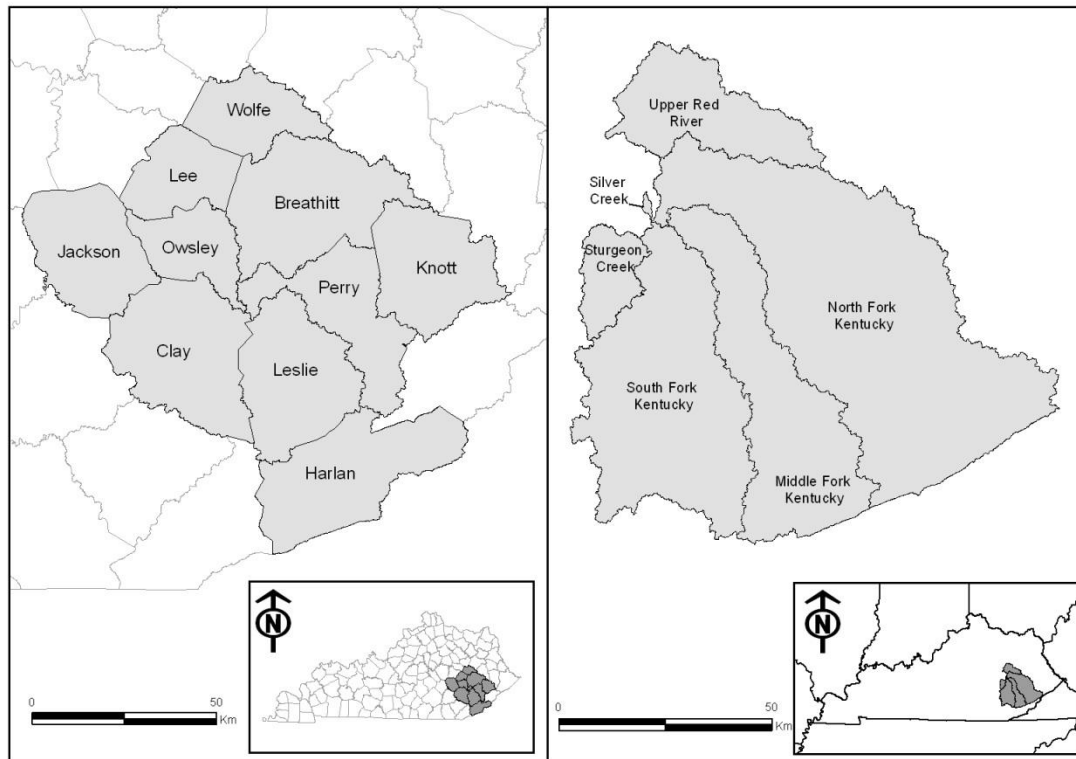 Wolfe
Lee
Breathitt
Jackson
Owsley
Knott
Perry
Clay
Leslie
Harlan
N
0
50
Km
Upper Red
River
Silver
Creek
Sturgeon
Creek
North Fork
Kentucky
South Fork
Kentucky
Middle Fork
Kentucky
N
0
50
Km